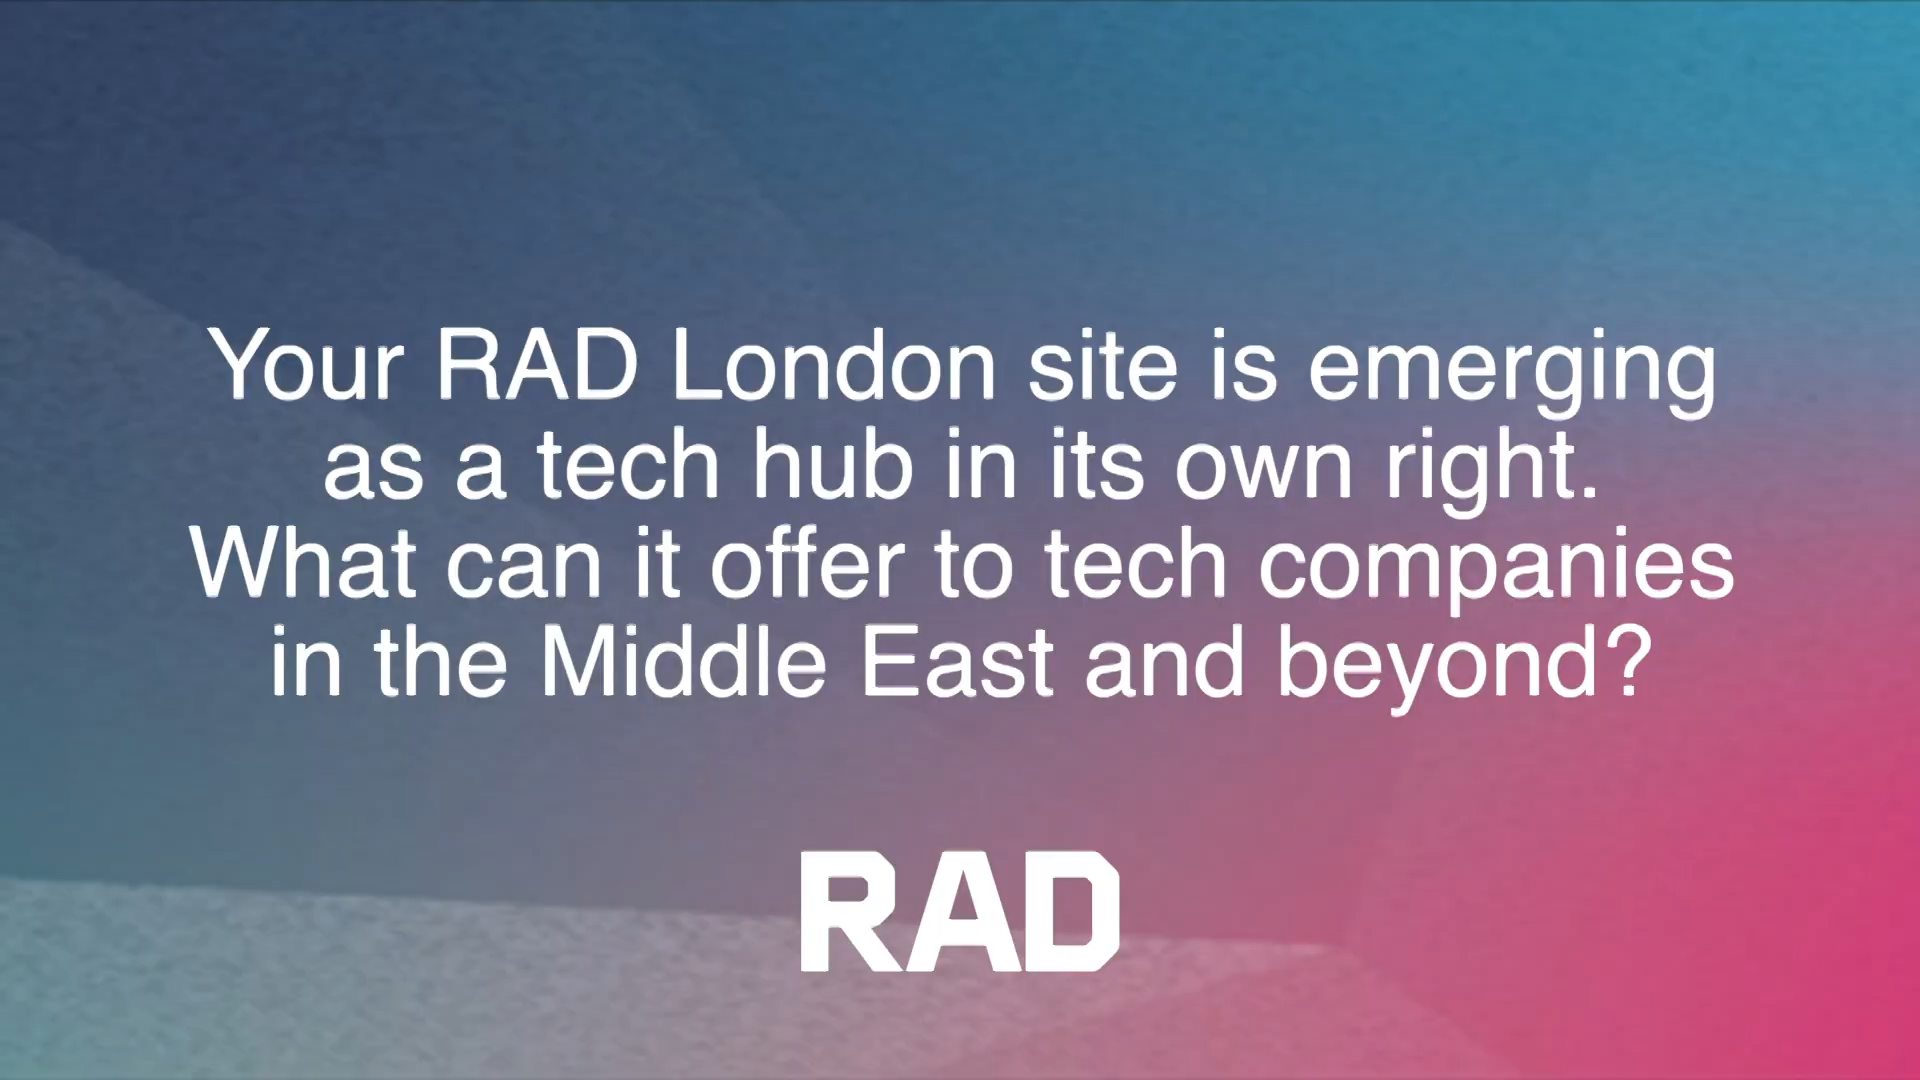 Your RAD London site is emerging
as a tech hub in its own right.
What can it offer to tech companies
in the Middle East and beyond?
RAD